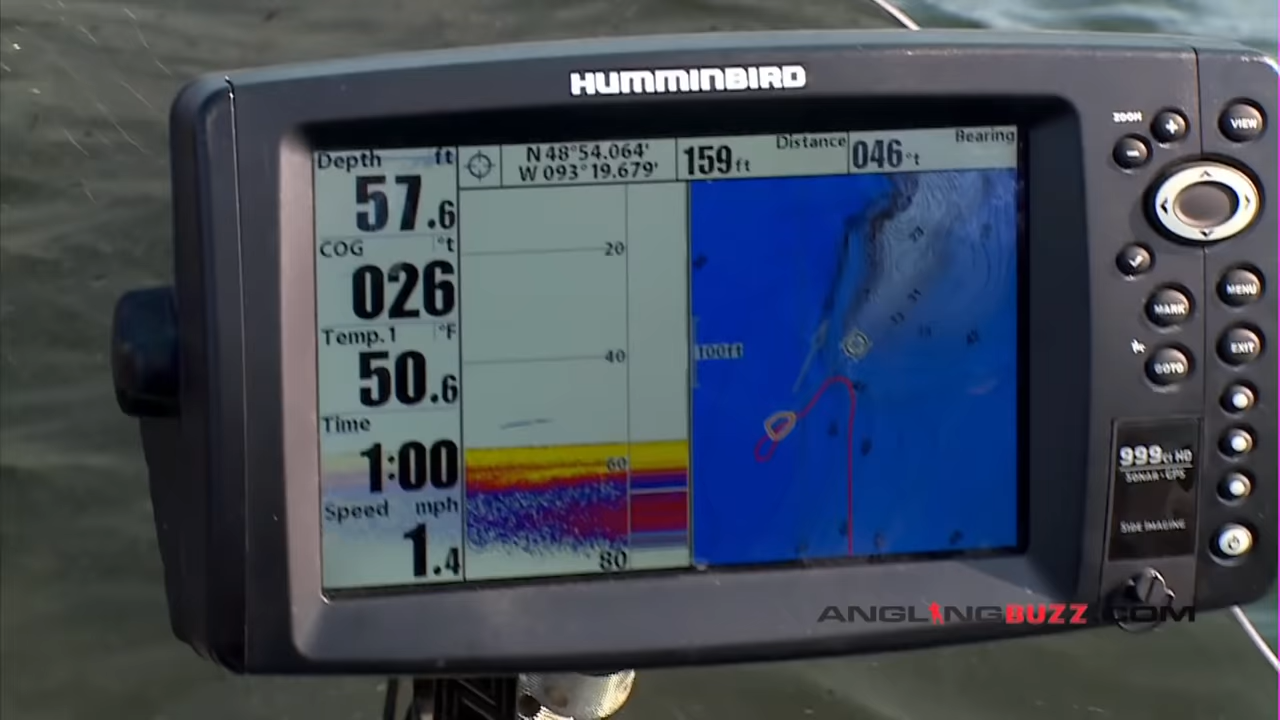 HUMMINBIRD
Depth ft
57.6
COG °t
026
Temp.1 °F
50.6
Time
1:00
Speed mph
1.4
N 48°54.064'
W 093°19.679'
159 ft Distance
046 °t Bearing
20
40
60
80
100ft
ZOOM
+
-
VIEW
MENU
MARK
EXIT
GOTO
999ci HD
SONAR·GPS
SIDE IMAGING
ANGLINGBUZZ.COM